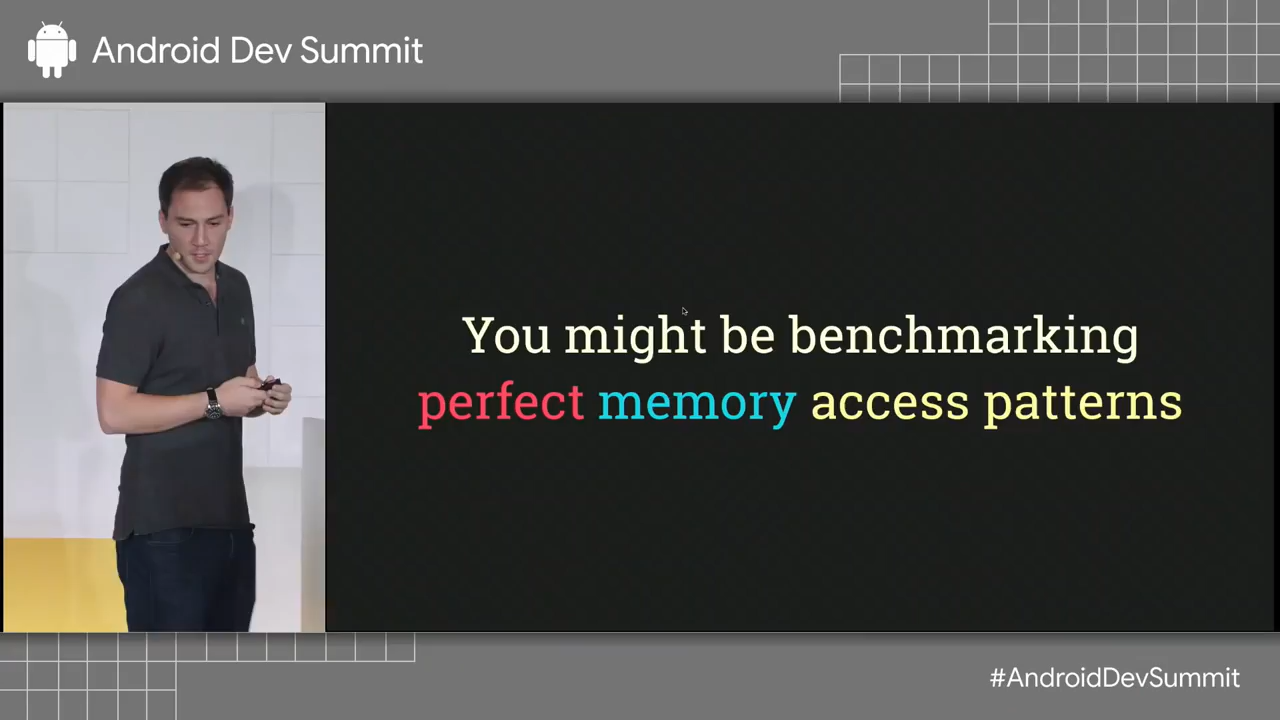 Android Dev Summit
You might be benchmarking
perfect memory access patterns
#AndroidDevSummit